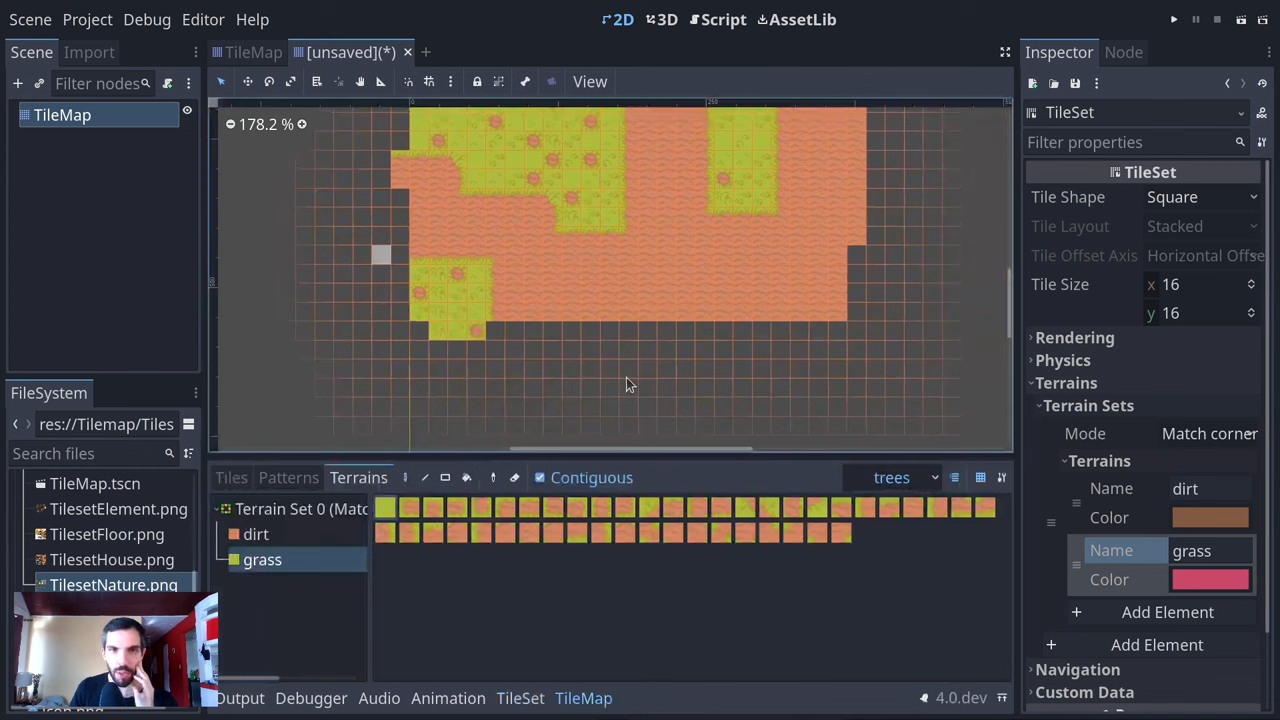 Scene Project Debug Editor Help
2D 3D Script AssetLib
Scene Import
Filter nodes
TileMap
TileMap [unsaved](*)
View
0 250
178.2 %
Inspector Node
TileSet
Filter properties
TileSet
Tile Shape Square
Tile Layout Stacked
Tile Offset Axis Horizontal Offse
Tile Size x 16
y 16
Rendering
Physics
Terrains
Terrain Sets
Mode Match corner
Terrains
Name dirt
Color
Name grass
Color
Add Element
Add Element
Navigation
Custom Data
FileSystem
res://Tilemap/Tiles
Search files
TileMap.tscn
TilesetElement.png
TilesetFloor.png
TilesetHouse.png
TilesetNature.png
Tiles Patterns Terrains
Contiguous
trees
Terrain Set 0 (Matc
dirt
grass
Output Debugger Audio Animation TileSet TileMap
4.0.dev